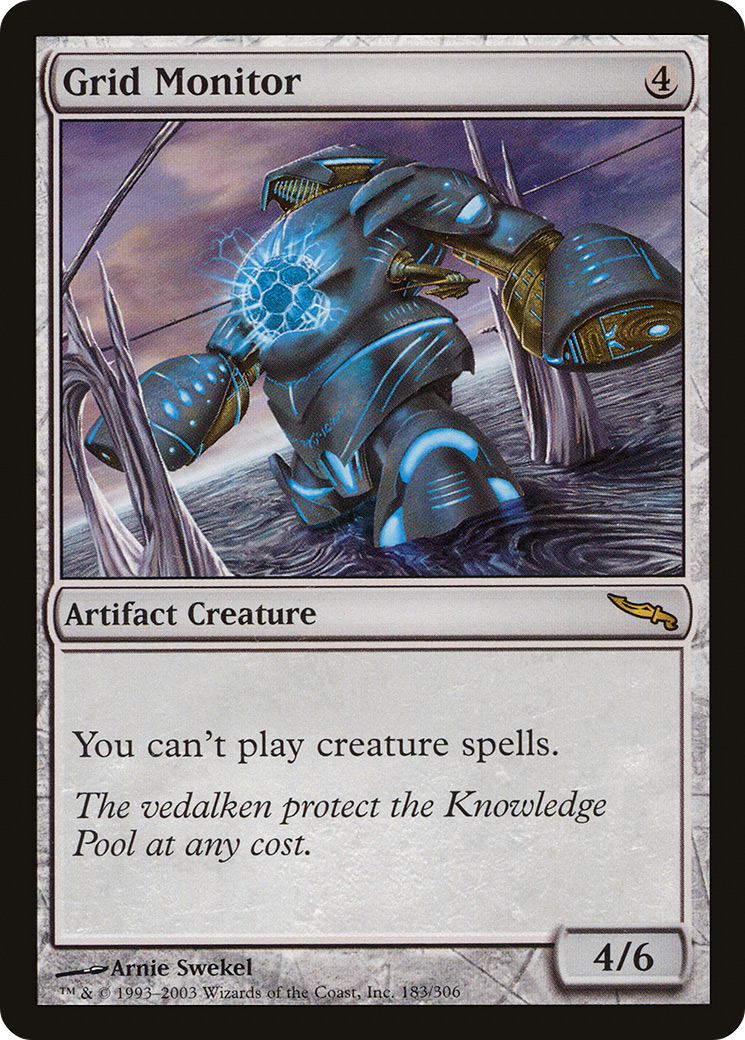 Grid Monitor 4
Artifact Creature
You can't play creature spells.
The vedalken protect the Knowledge
Pool at any cost.
4/6
Arnie Swekel
™ & © 1993–2003 Wizards of the Coast, Inc. 183/306